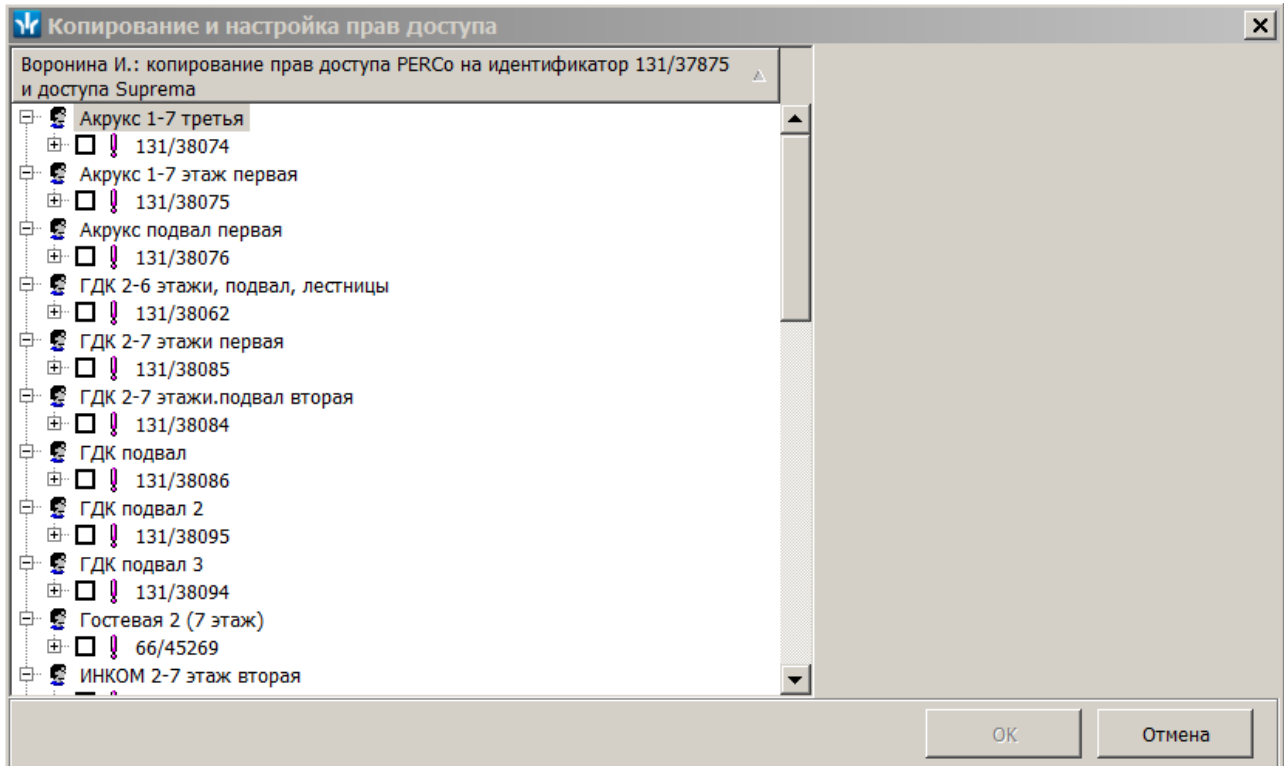 Копирование и настройка прав доступа
Воронина И.: копирование прав доступа PERCo на идентификатор 131/37875
и доступа Suprema
Акрукс 1-7 третья
131/38074
Акрукс 1-7 этаж первая
131/38075
Акрукс подвал первая
131/38076
ГДК 2-6 этажи, подвал, лестницы
131/38062
ГДК 2-7 этажи первая
131/38085
ГДК 2-7 этажи.подвал вторая
131/38084
ГДК подвал
131/38086
ГДК подвал 2
131/38095
ГДК подвал 3
131/38094
Гостевая 2 (7 этаж)
66/45269
ИНКОМ 2-7 этаж вторая
OK
Отмена